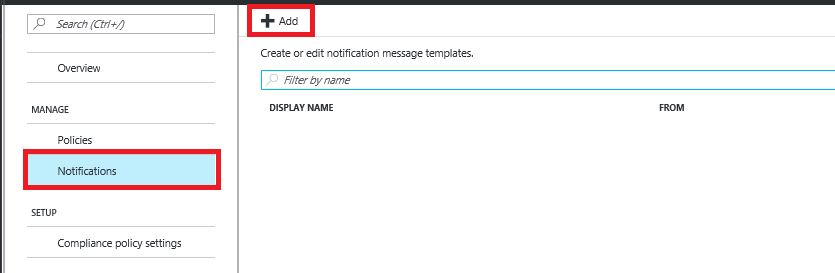 Search (Ctrl+/)
Overview
MANAGE
Policies
Notifications
SETUP
Compliance policy settings
Add
Create or edit notification message templates.
Filter by name
DISPLAY NAME FROM